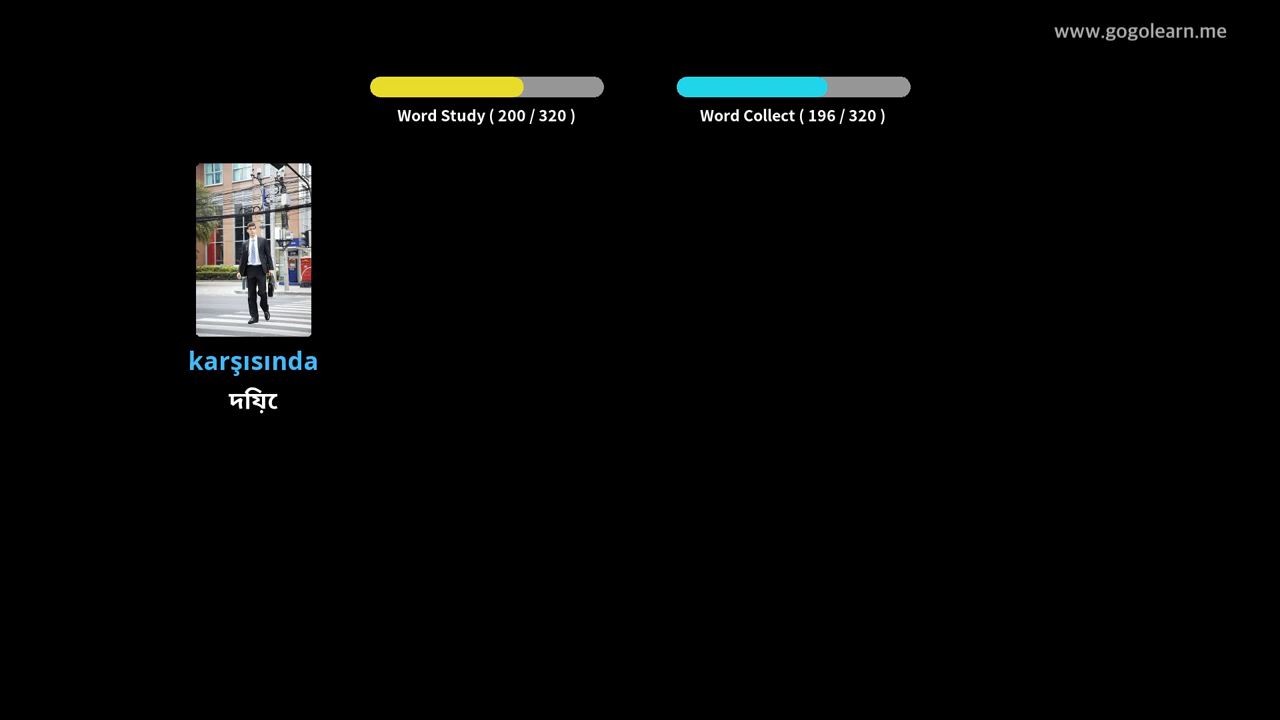 www.gogolearn.me
Word Study ( 200 / 320 )
Word Collect ( 196 / 320 )
karşısında
দিয়ে